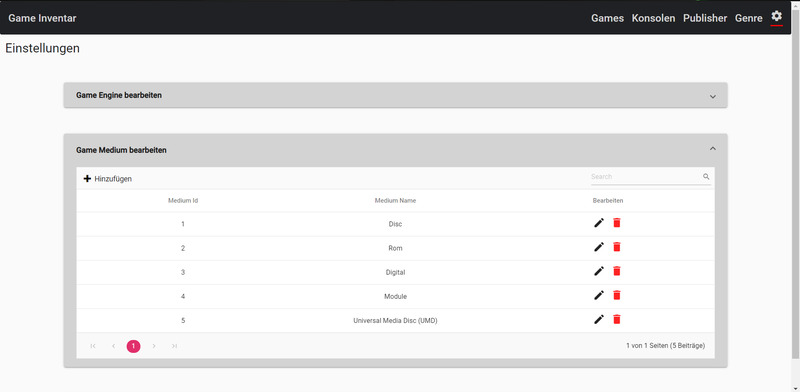 Game Inventar Games Konsolen Publisher Genre
Einstellungen
Game Engine bearbeiten
Game Medium bearbeiten
Hinzufügen Search
Medium Id Medium Name Bearbeiten
1 Disc
2 Rom
3 Digital
4 Module
5 Universal Media Disc (UMD)
1 1 von 1 Seiten (5 Beiträge)